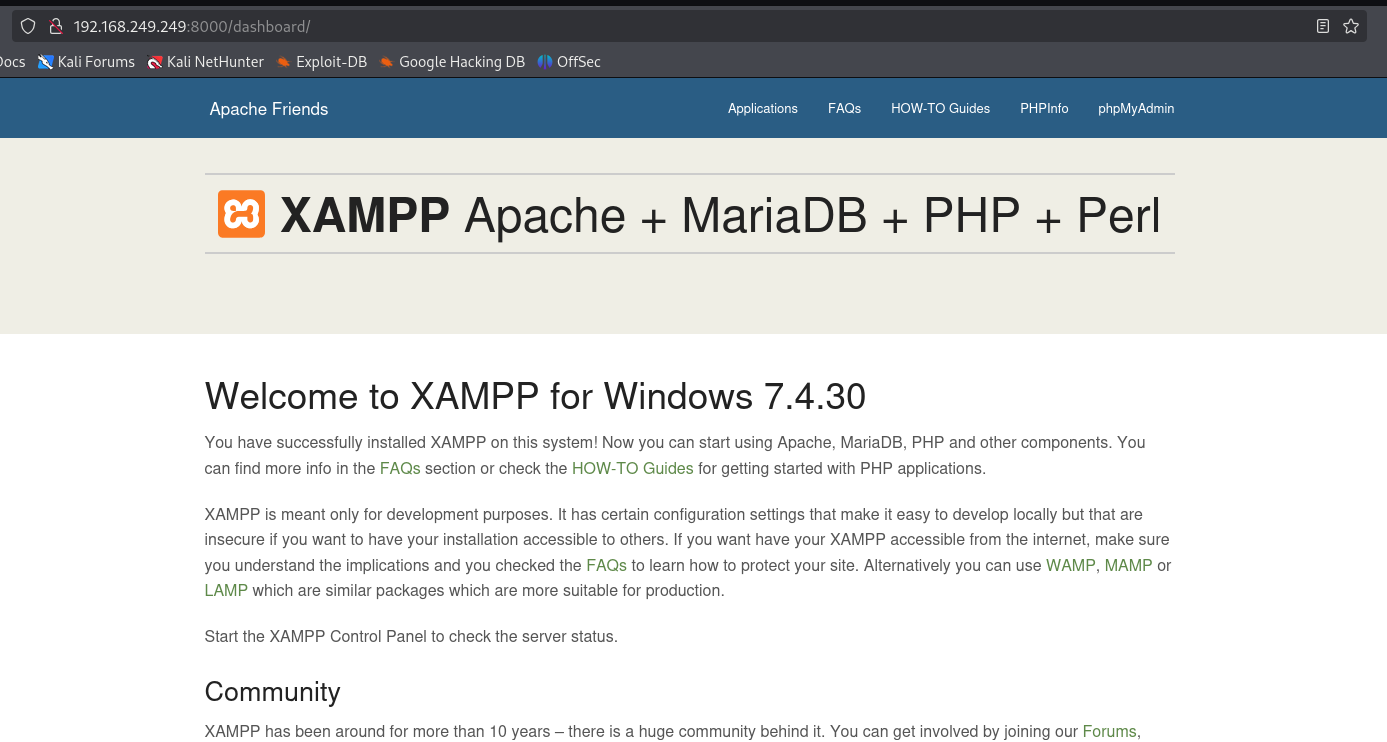 192.168.249.249:8000/dashboard/
Docs Kali Forums Kali NetHunter Exploit-DB Google Hacking DB OffSec
Apache Friends Applications FAQs HOW-TO Guides PHPInfo phpMyAdmin
XAMPP Apache + MariaDB + PHP + Perl
Welcome to XAMPP for Windows 7.4.30
You have successfully installed XAMPP on this system! Now you can start using Apache, MariaDB, PHP and other components. You
can find more info in the FAQs section or check the HOW-TO Guides for getting started with PHP applications.
XAMPP is meant only for development purposes. It has certain configuration settings that make it easy to develop locally but that are
insecure if you want to have your installation accessible to others. If you want have your XAMPP accessible from the internet, make sure
you understand the implications and you checked the FAQs to learn how to protect your site. Alternatively you can use WAMP, MAMP or
LAMP which are similar packages which are more suitable for production.
Start the XAMPP Control Panel to check the server status.
Community
XAMPP has been around for more than 10 years – there is a huge community behind it. You can get involved by joining our Forums,